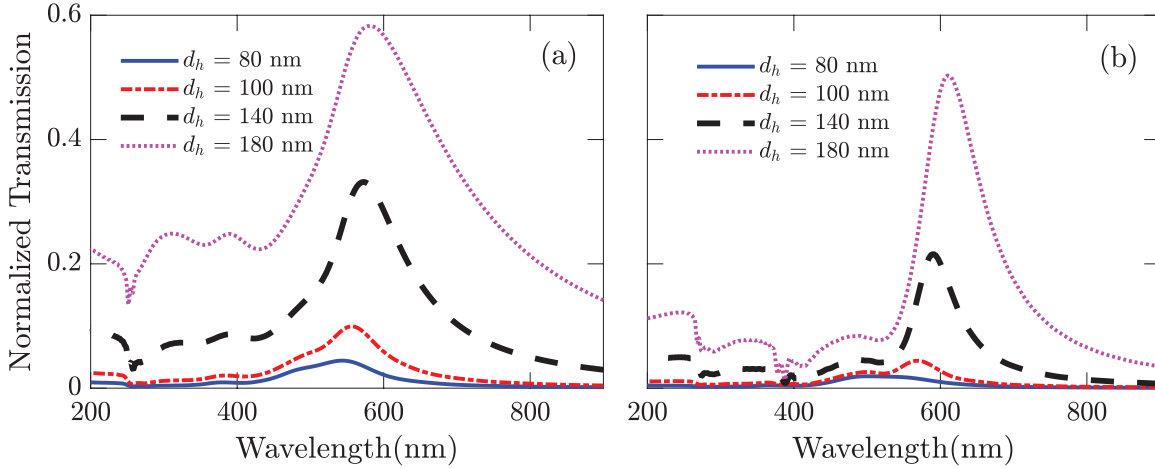 Normalized Transmission
0.6
0.4
0.2
0
(a)
d_h = 80 nm
d_h = 100 nm
d_h = 140 nm
d_h = 180 nm
200 400 600 800
Wavelength(nm)
(b)
d_h = 80 nm
d_h = 100 nm
d_h = 140 nm
d_h = 180 nm
200 400 600 800
Wavelength(nm)